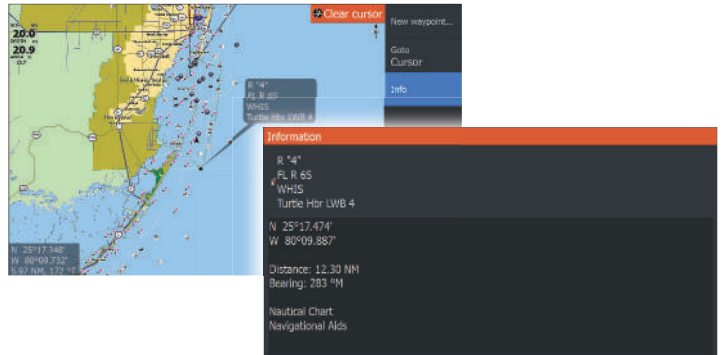 Clear cursor
New waypoint...
Goto
Cursor
Info
20.0
20.9
R "4"
FL R 6S
WHIS
Turtle Hbr LWB 4
N 25°17.348'
W 80°09.732'
5.97 NM, 172 °T
Information
R "4"
FL R 6S
WHIS
Turtle Hbr LWB 4
N 25°17.474'
W 80°09.887'
Distance: 12.30 NM
Bearing: 283 °M
Nautical Chart
Navigational Aids